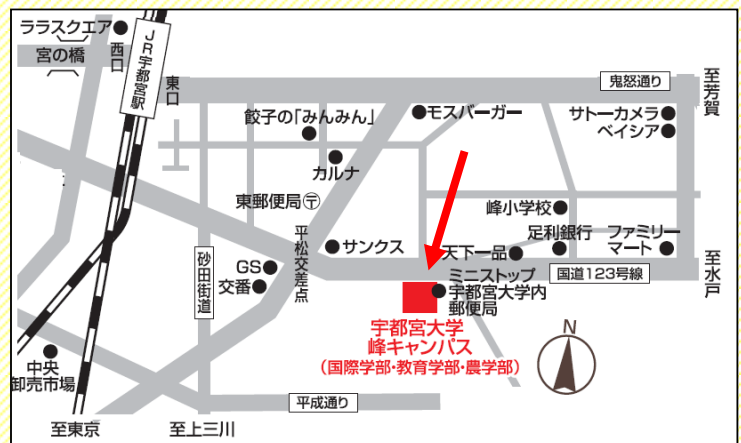 ララスクエア
宮の橋
西口
JR宇都宮駅
東口
鬼怒通り
至芳賀
餃子の「みんみん」
モスバーガー
サトーカメラ
ベイシア
カルナ
東郵便局〒
峰小学校
平松交差点
サンクス
天下一品
足利銀行
ファミリー
マート
至水戸
砂田街道
GS
交番
国道123号線
ミニストップ
宇都宮大学内
郵便局
宇都宮大学
峰キャンパス
(国際学部・教育学部・農学部)
N
中央
卸売市場
平成通り
至東京
至上三川